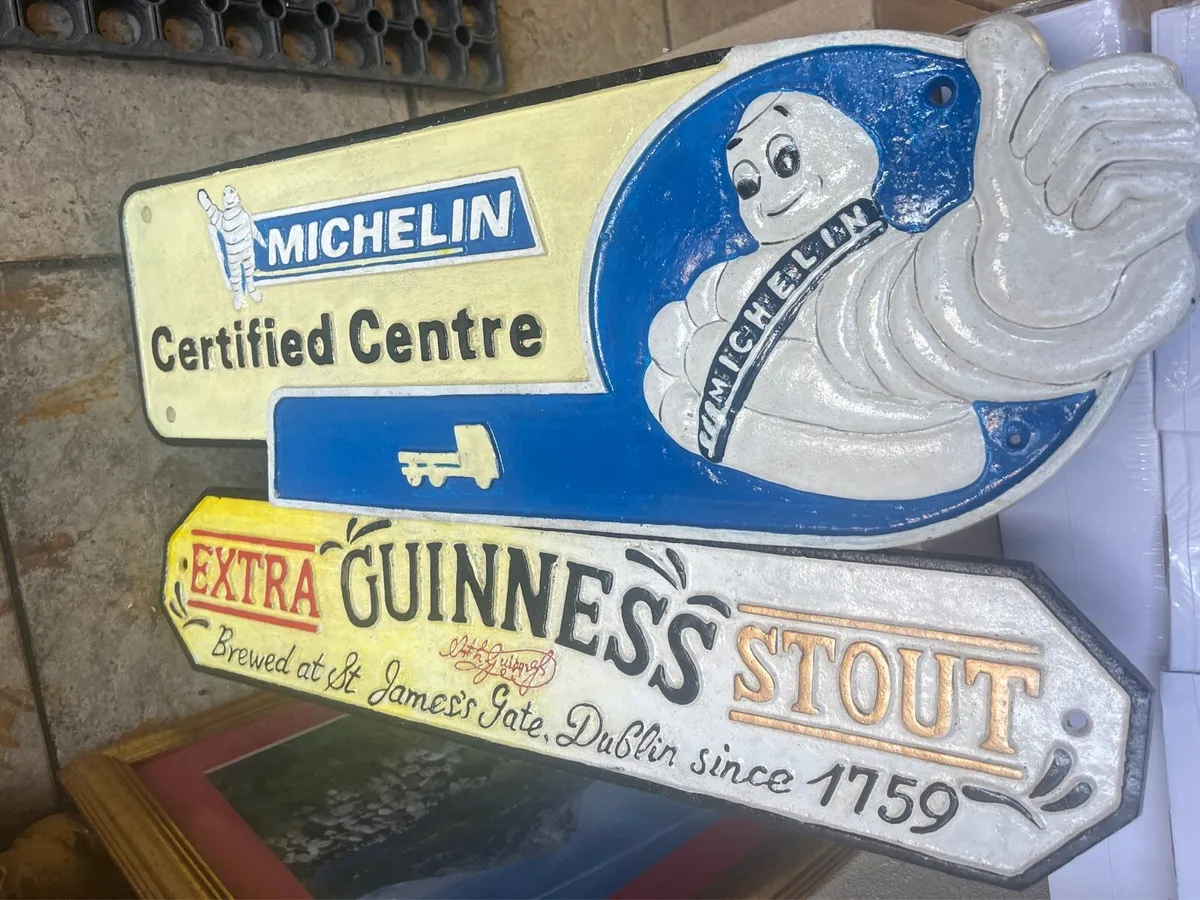 MICHELIN
Certified Centre
MICHELIN
EXTRA GUINNESS STOUT
Brewed at St James's Gate, Dublin since 1759